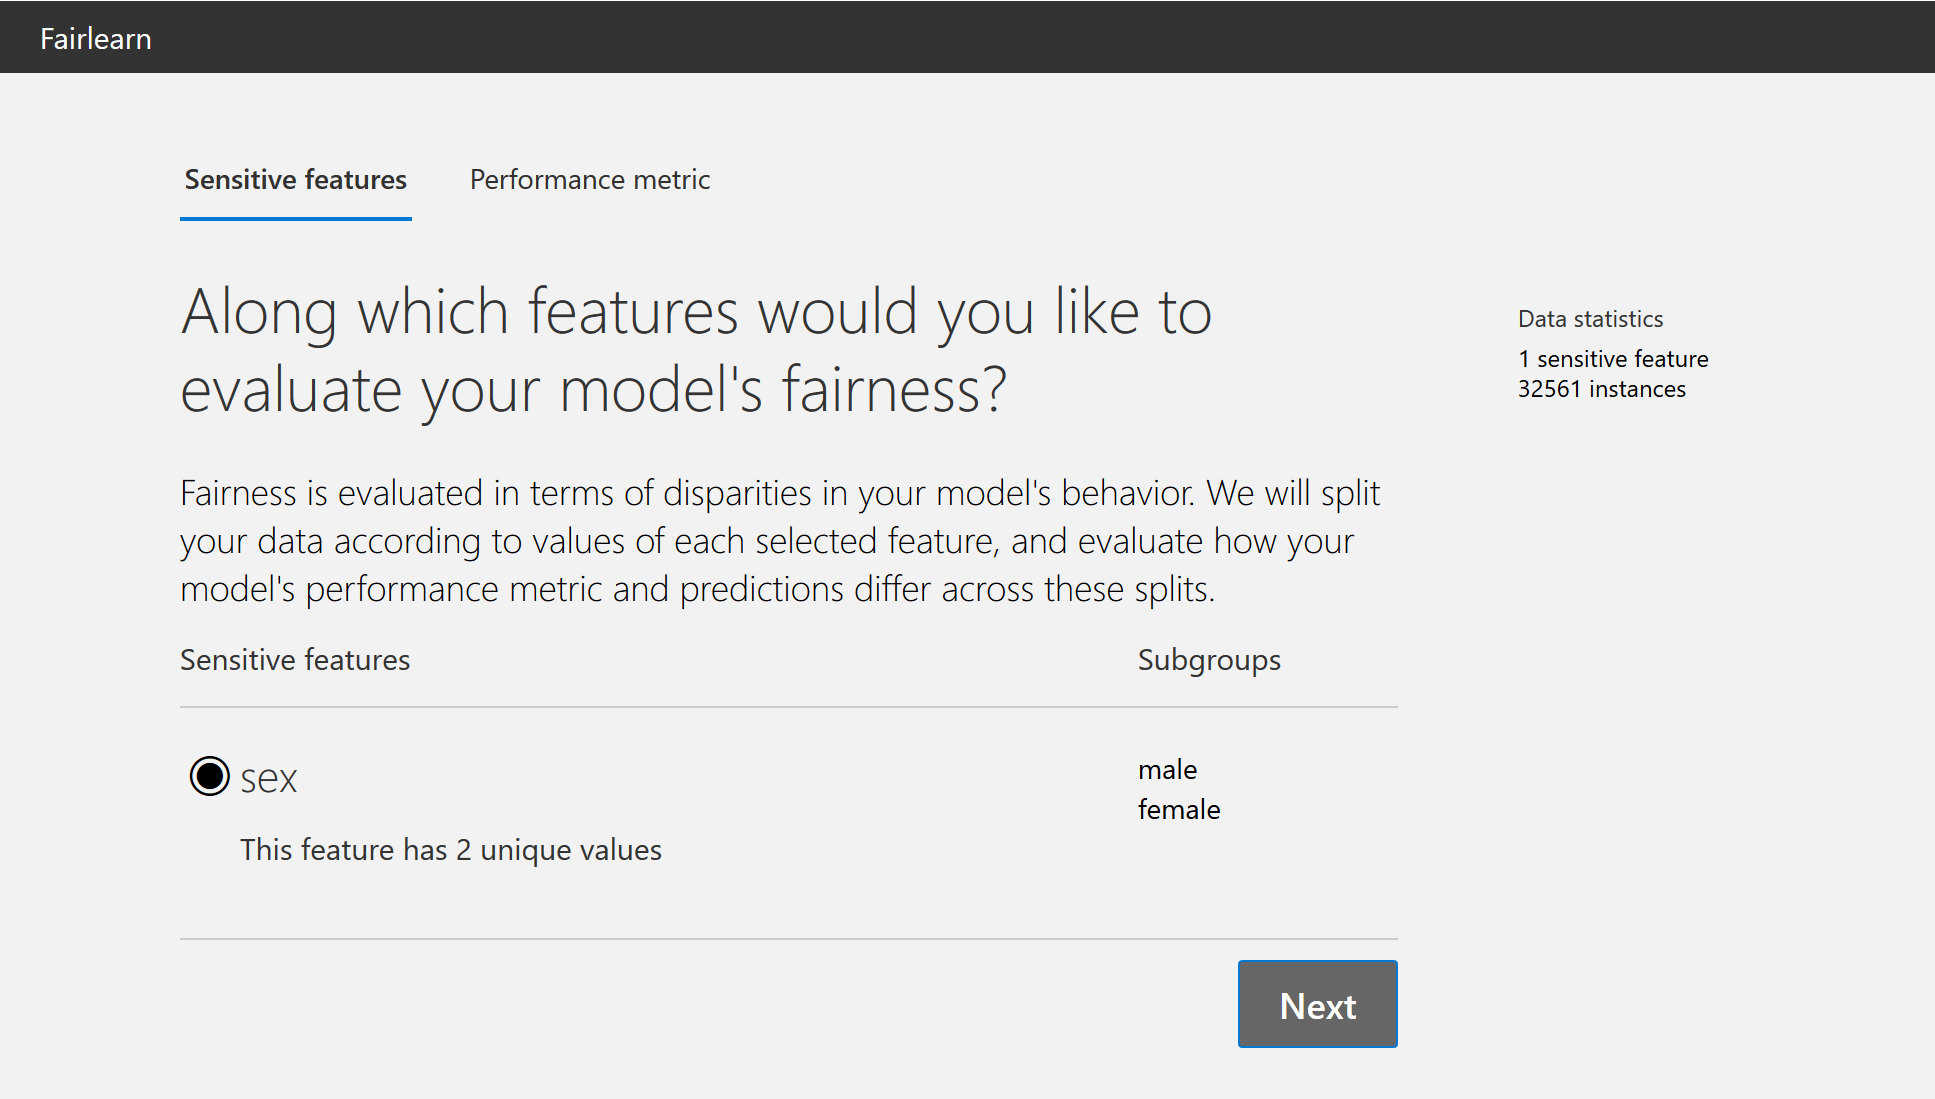 Fairlearn
Sensitive features
Performance metric
Along which features would you like to
evaluate your model's fairness?
Data statistics
1 sensitive feature
32561 instances
Fairness is evaluated in terms of disparities in your model's behavior. We will split
your data according to values of each selected feature, and evaluate how your
model's performance metric and predictions differ across these splits.
Sensitive features
Subgroups
sex
This feature has 2 unique values
male
female
Next